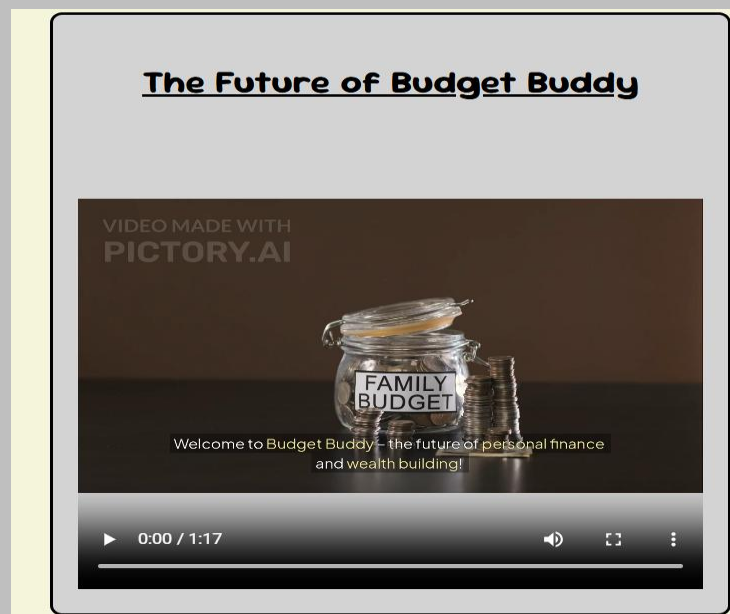 The Future of Budget Buddy
VIDEO MADE WITH
PICTORY.AI
FAMILY
BUDGET
Welcome to Budget Buddy – the future of personal finance
and wealth building!
0:00 / 1:17